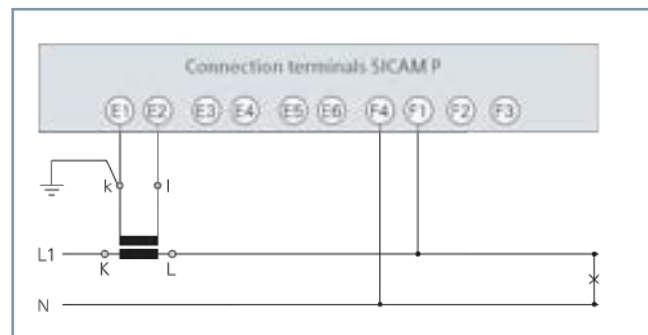 Connection terminals SICAM P
E1 E2 E3 E4 E5 E6 F4 F1 F2 F3
k l
L1
K L
N